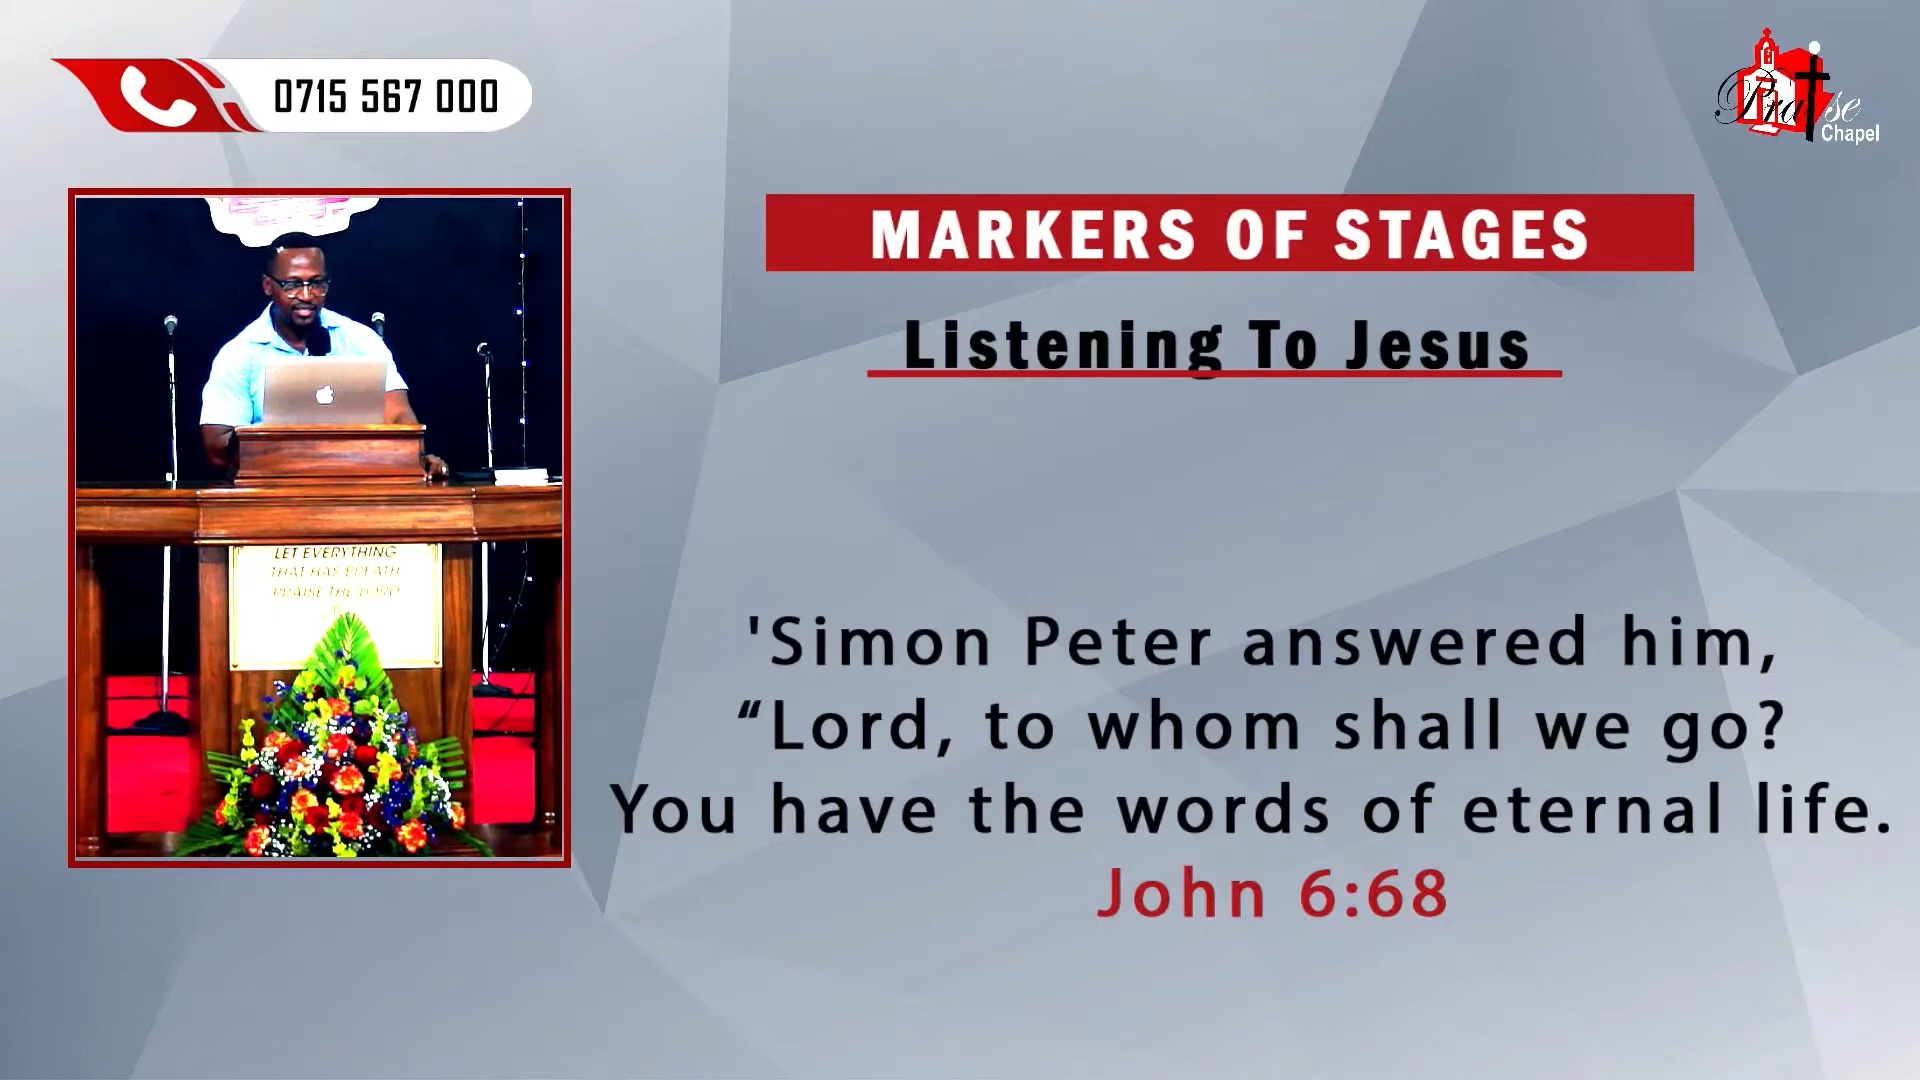 0715 567 000
Praise
Chapel
MARKERS OF STAGES
Listening To Jesus
LET EVERYTHING
THAT HAS BREATH
PRAISE THE LORD
'Simon Peter answered him,
“Lord, to whom shall we go?
You have the words of eternal life.
John 6:68